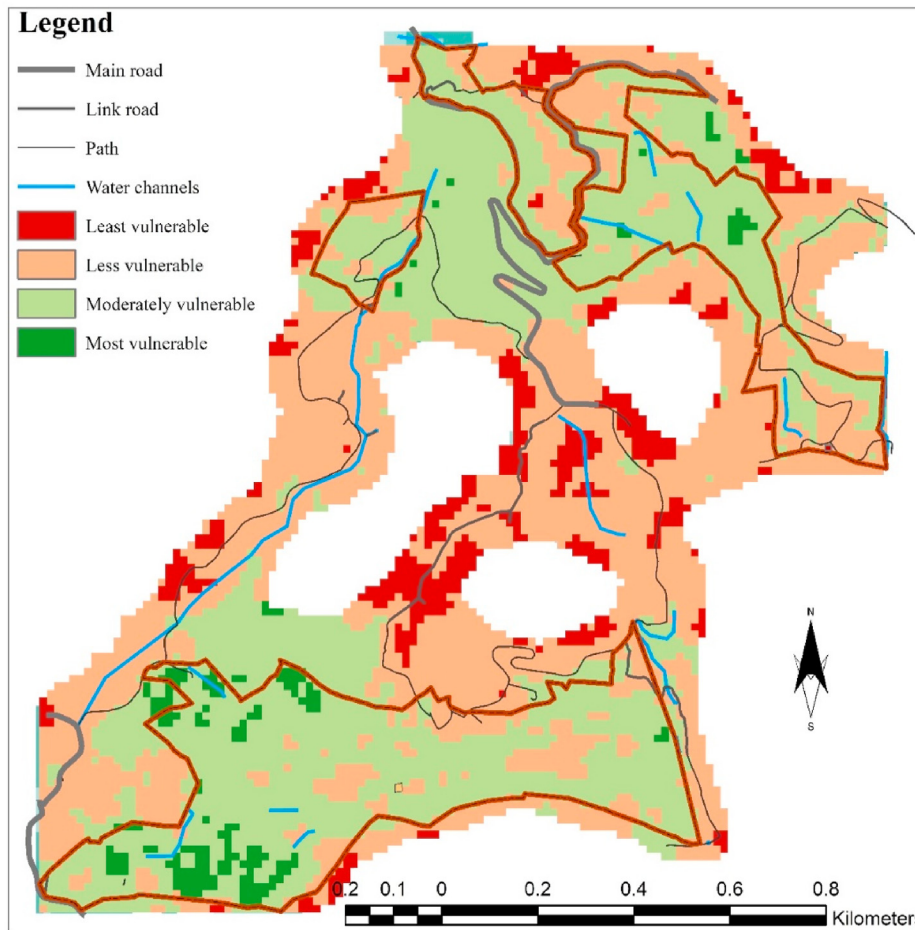 Legend
Main road
Link road
Path
Water channels
Least vulnerable
Less vulnerable
Moderately vulnerable
Most vulnerable
N
S
0.2 0.1 0 0.2 0.4 0.6 0.8
Kilometers